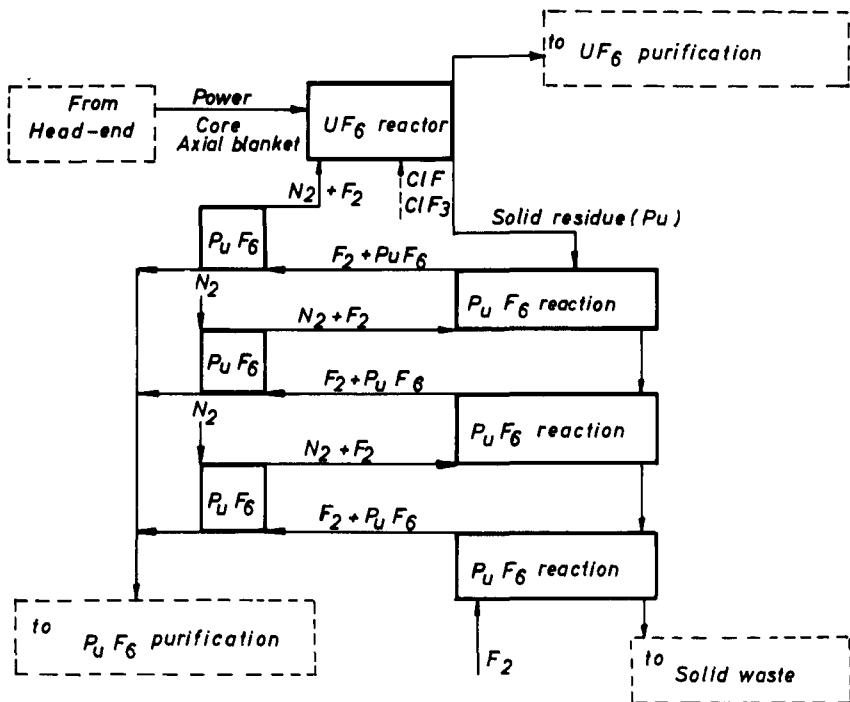 to
UF6 purification
From
Head-end
Power
Core
Axial blanket
UF6 reactor
ClF
ClF3
N2 + F2
Solid residue (Pu)
PuF6
F2 + PuF6
N2
PuF6 reaction
N2 + F2
PuF6
F2 + PuF6
N2
PuF6 reaction
N2 + F2
PuF6
F2 + PuF6
PuF6 reaction
to
PuF6 purification
F2
to
Solid waste